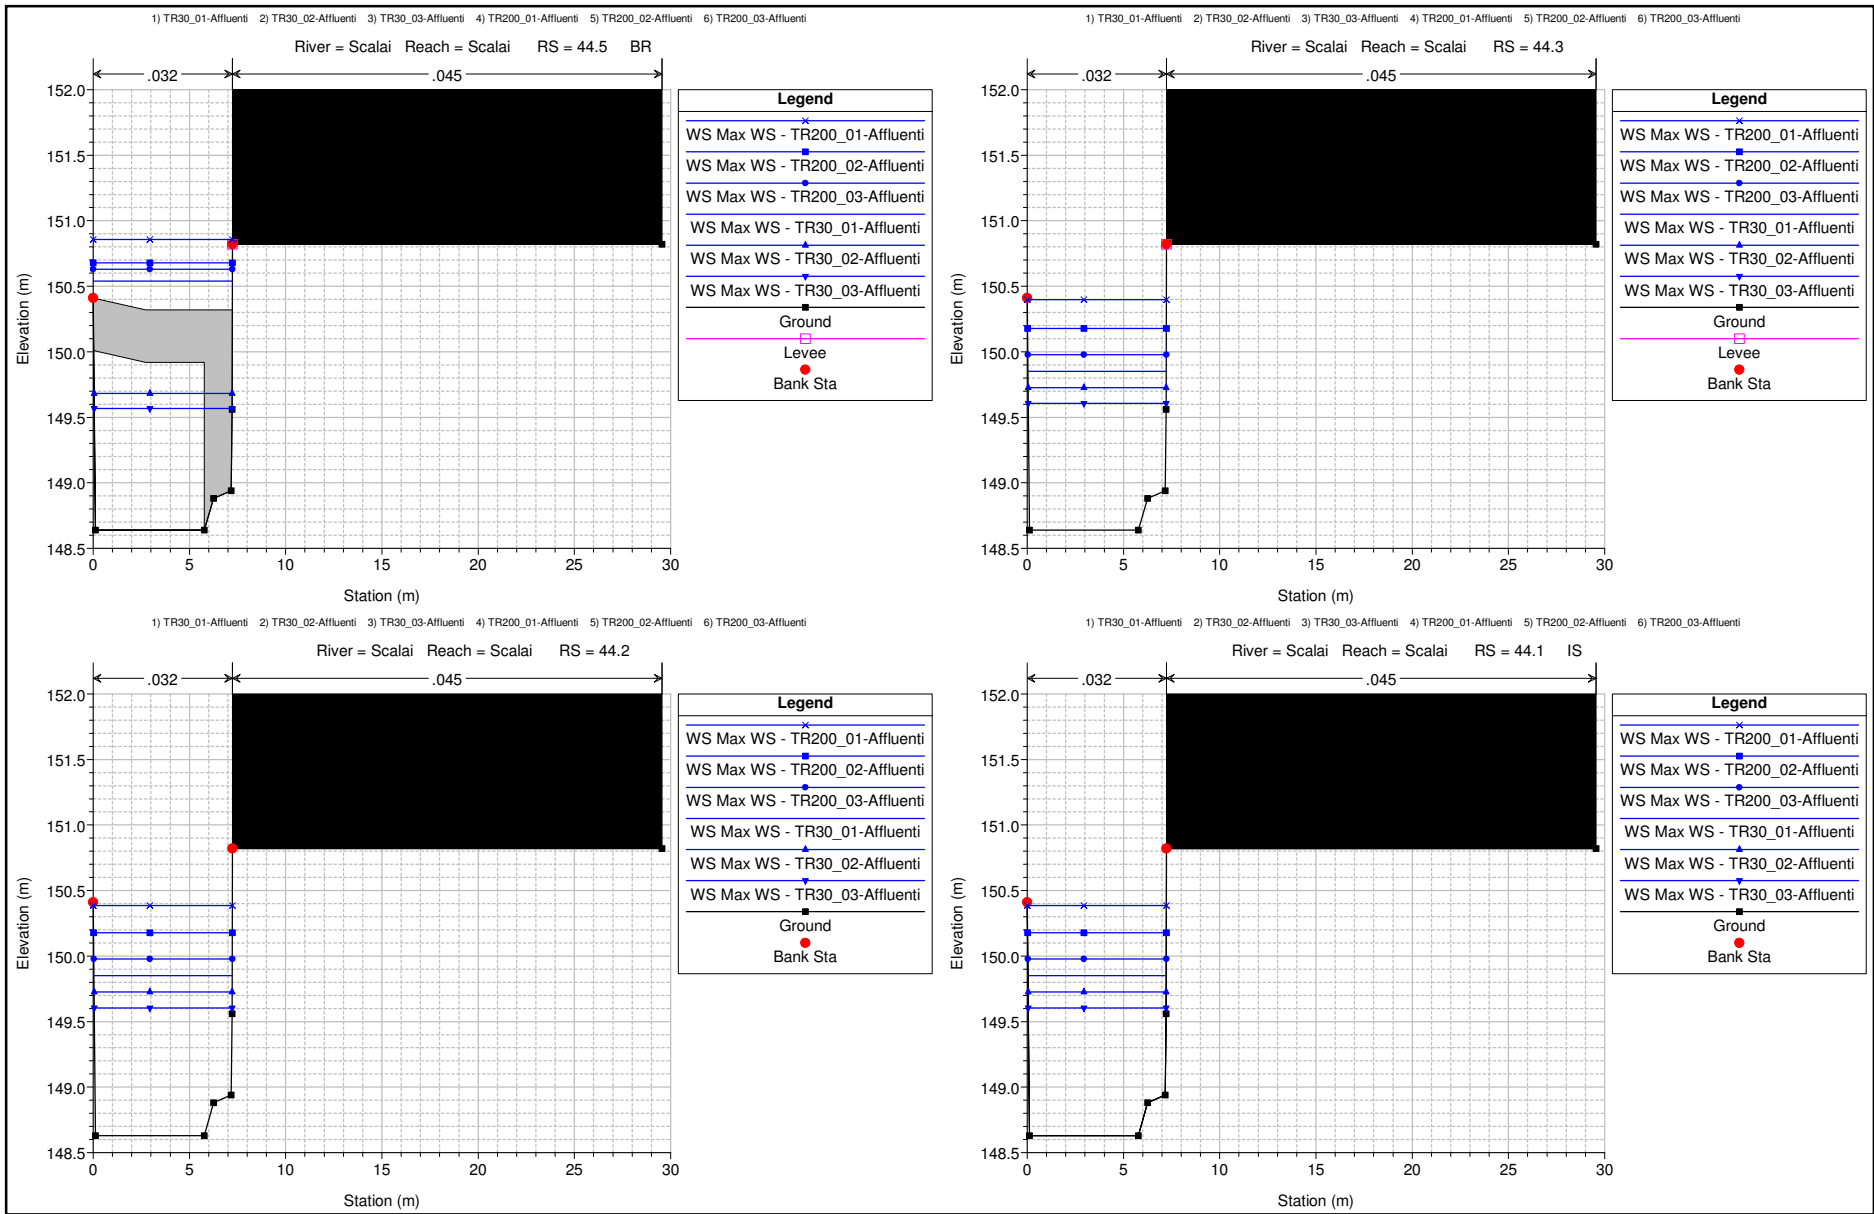 1) TR30_01-Affluenti 2) TR30_02-Affluenti 3) TR30_03-Affluenti 4) TR200_01-Affluenti 5) TR200_02-Affluenti 6) TR200_03-Affluenti
River = Scalai Reach = Scalai RS = 44.5 BR
.032
.045
152.0
151.5
151.0
150.5
150.0
149.5
149.0
148.5
Elevation (m)
0 5 10 15 20 25 30
Station (m)
Legend
WS Max WS - TR200_01-Affluenti
WS Max WS - TR200_02-Affluenti
WS Max WS - TR200_03-Affluenti
WS Max WS - TR30_01-Affluenti
WS Max WS - TR30_02-Affluenti
WS Max WS - TR30_03-Affluenti
Ground
Levee
Bank Sta
1) TR30_01-Affluenti 2) TR30_02-Affluenti 3) TR30_03-Affluenti 4) TR200_01-Affluenti 5) TR200_02-Affluenti 6) TR200_03-Affluenti
River = Scalai Reach = Scalai RS = 44.3
.032
.045
152.0
151.5
151.0
150.5
150.0
149.5
149.0
148.5
Elevation (m)
0 5 10 15 20 25 30
Station (m)
Legend
WS Max WS - TR200_01-Affluenti
WS Max WS - TR200_02-Affluenti
WS Max WS - TR200_03-Affluenti
WS Max WS - TR30_01-Affluenti
WS Max WS - TR30_02-Affluenti
WS Max WS - TR30_03-Affluenti
Ground
Levee
Bank Sta
1) TR30_01-Affluenti 2) TR30_02-Affluenti 3) TR30_03-Affluenti 4) TR200_01-Affluenti 5) TR200_02-Affluenti 6) TR200_03-Affluenti
River = Scalai Reach = Scalai RS = 44.2
.032
.045
152.0
151.5
151.0
150.5
150.0
149.5
149.0
148.5
Elevation (m)
0 5 10 15 20 25 30
Station (m)
Legend
WS Max WS - TR200_01-Affluenti
WS Max WS - TR200_02-Affluenti
WS Max WS - TR200_03-Affluenti
WS Max WS - TR30_01-Affluenti
WS Max WS - TR30_02-Affluenti
WS Max WS - TR30_03-Affluenti
Ground
Bank Sta
1) TR30_01-Affluenti 2) TR30_02-Affluenti 3) TR30_03-Affluenti 4) TR200_01-Affluenti 5) TR200_02-Affluenti 6) TR200_03-Affluenti
River = Scalai Reach = Scalai RS = 44.1 IS
.032
.045
152.0
151.5
151.0
150.5
150.0
149.5
149.0
148.5
Elevation (m)
0 5 10 15 20 25 30
Station (m)
Legend
WS Max WS - TR200_01-Affluenti
WS Max WS - TR200_02-Affluenti
WS Max WS - TR200_03-Affluenti
WS Max WS - TR30_01-Affluenti
WS Max WS - TR30_02-Affluenti
WS Max WS - TR30_03-Affluenti
Ground
Bank Sta